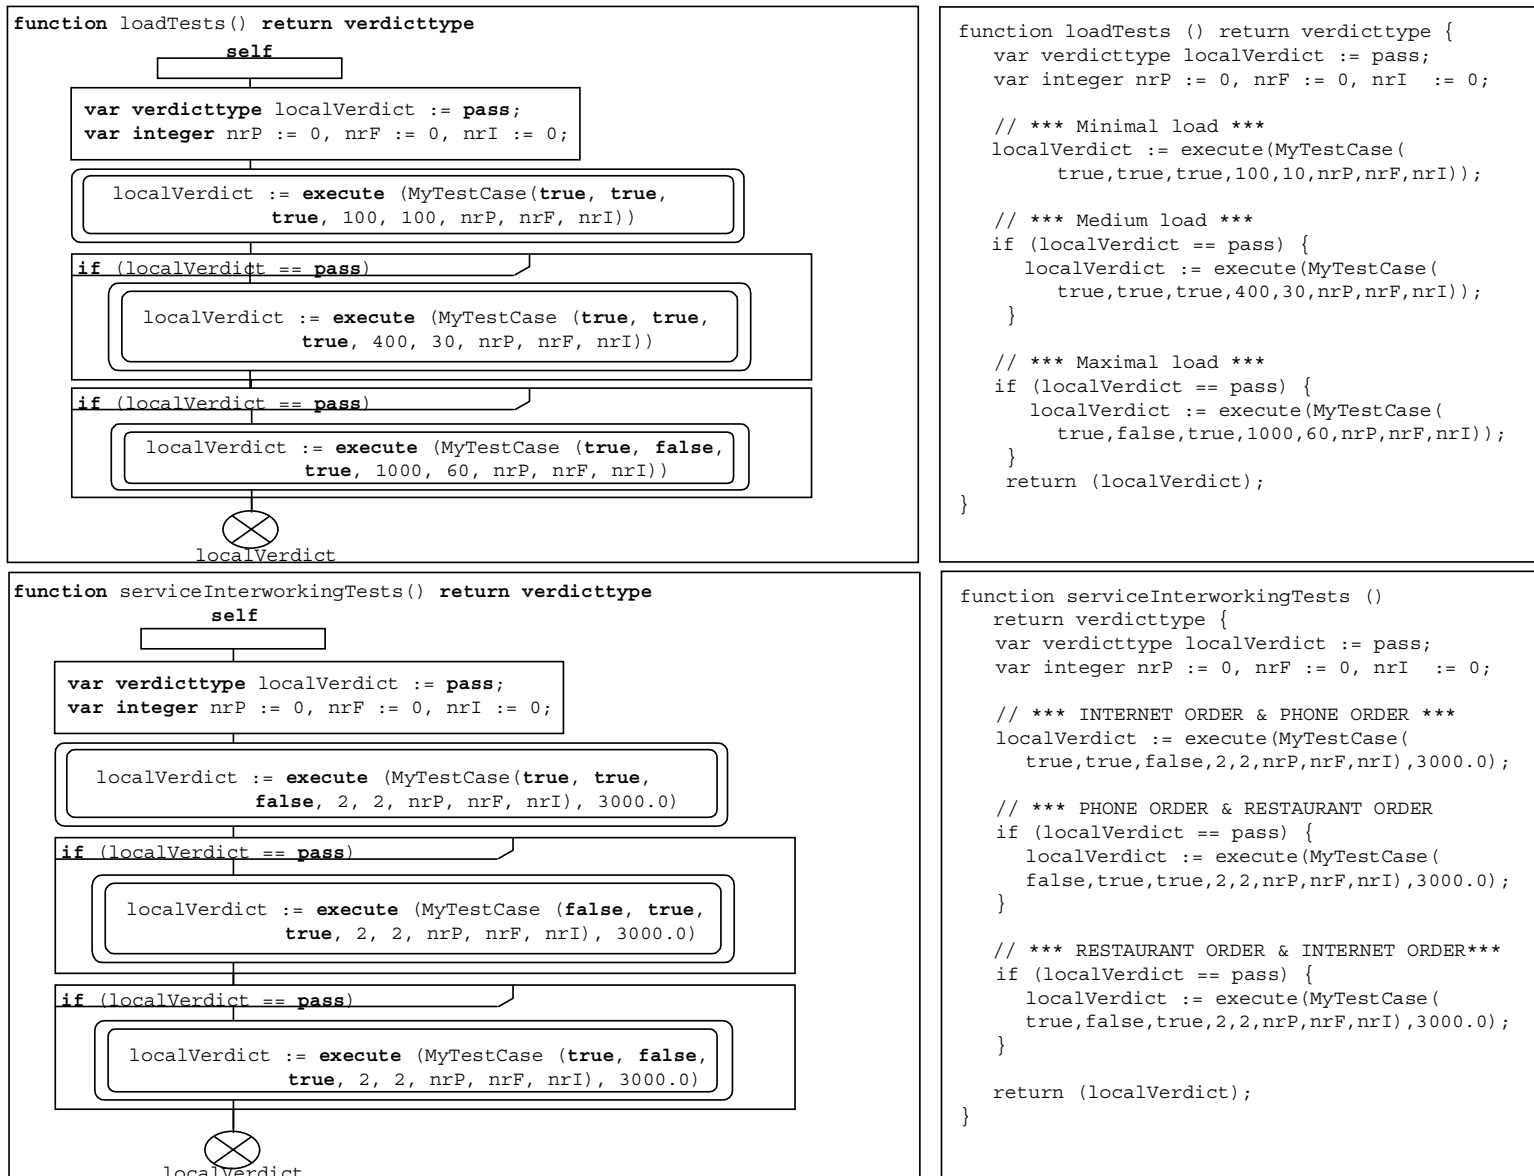 function loadTests() return verdicttype
self
var verdicttype localVerdict := pass;
var integer nrP := 0, nrF := 0, nrI := 0;
localVerdict := execute (MyTestCase(true, true,
true, 100, 100, nrP, nrF, nrI))
if (localVerdict == pass)
localVerdict := execute (MyTestCase (true, true,
true, 400, 30, nrP, nrF, nrI))
if (localVerdict == pass)
localVerdict := execute (MyTestCase (true, false,
true, 1000, 60, nrP, nrF, nrI))
localVerdict
function loadTests () return verdicttype {
var verdicttype localVerdict := pass;
var integer nrP := 0, nrF := 0, nrI := 0;
// *** Minimal load ***
localVerdict := execute(MyTestCase(
true,true,true,100,10,nrP,nrF,nrI));
// *** Medium load ***
if (localVerdict == pass) {
localVerdict := execute(MyTestCase(
true,true,true,400,30,nrP,nrF,nrI));
}
// *** Maximal load ***
if (localVerdict == pass) {
localVerdict := execute(MyTestCase(
true,false,true,1000,60,nrP,nrF,nrI));
}
return (localVerdict);
}
function serviceInterworkingTests() return verdicttype
self
var verdicttype localVerdict := pass;
var integer nrP := 0, nrF := 0, nrI := 0;
localVerdict := execute (MyTestCase(true, true,
false, 2, 2, nrP, nrF, nrI), 3000.0)
if (localVerdict == pass)
localVerdict := execute (MyTestCase (false, true,
true, 2, 2, nrP, nrF, nrI), 3000.0)
if (localVerdict == pass)
localVerdict := execute (MyTestCase (true, false,
true, 2, 2, nrP, nrF, nrI), 3000.0)
localVerdict
function serviceInterworkingTests ()
return verdicttype {
var verdicttype localVerdict := pass;
var integer nrP := 0, nrF := 0, nrI := 0;
// *** INTERNET ORDER & PHONE ORDER ***
localVerdict := execute(MyTestCase(
true,true,false,2,2,nrP,nrF,nrI),3000.0);
// *** PHONE ORDER & RESTAURANT ORDER
if (localVerdict == pass) {
localVerdict := execute(MyTestCase(
false,true,true,2,2,nrP,nrF,nrI),3000.0);
}
// *** RESTAURANT ORDER & INTERNET ORDER***
if (localVerdict == pass) {
localVerdict := execute(MyTestCase(
true,false,true,2,2,nrP,nrF,nrI),3000.0);
}
return (localVerdict);
}